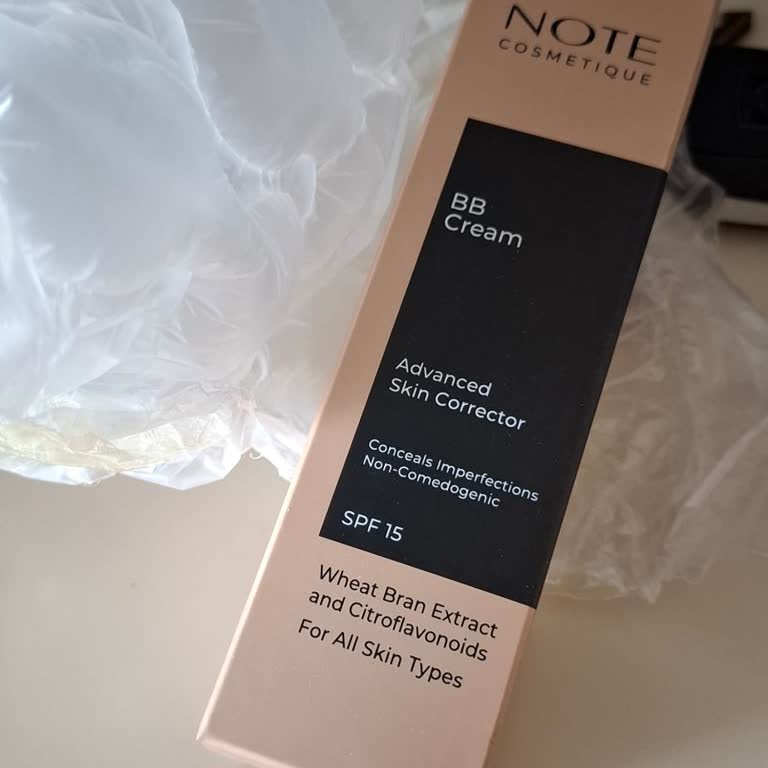 NOTE
COSMETIQUE
BB
Cream
Advanced
Skin Corrector
Conceals Imperfections
Non-Comedogenic
SPF 15
Wheat Bran Extract
and Citroflavonoids
For All Skin Types